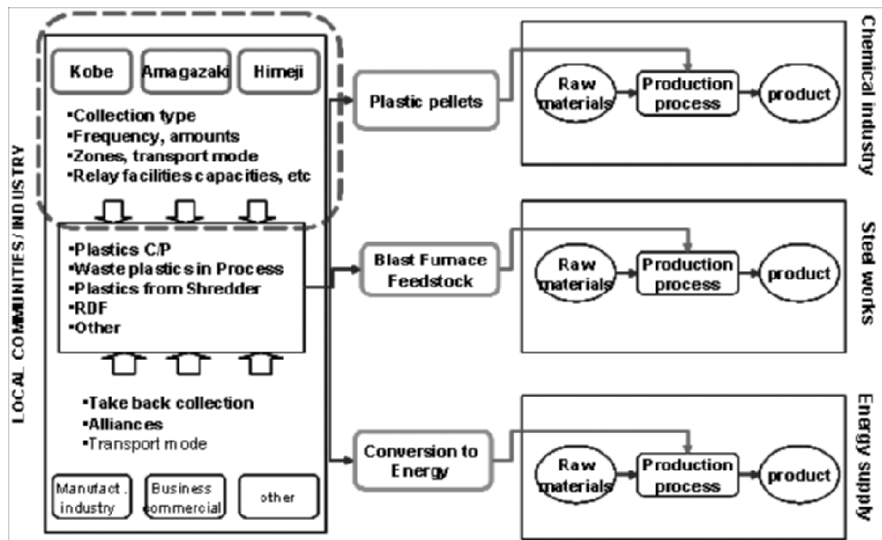 LOCAL COMMUNITIES / INDUSTRY
Kobe
Amagazaki
Himeji
▪Collection type
▪Frequency, amounts
▪Zones, transport mode
▪Relay facilities capacities, etc
▪Plastics C/P
▪Waste plastics in Process
▪Plastics from Shredder
▪RDF
▪Other
▪Take back collection
▪Alliances
▪Transport mode
Manufact.
industry
Business
commercial
other
Plastic pellets
Blast Furnace
Feedstock
Conversion to
Energy
Raw
materials
Production
process
product
Chemical industry
Raw
materials
Production
process
product
Steel works
Raw
materials
Production
process
product
Energy supply